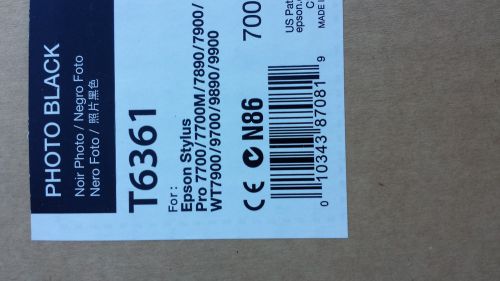 PHOTO BLACK
Noir Photo / Negro Foto
Nero Foto / 照片黑色
T6361
700
For :
Epson Stylus
Pro 7700/7700M/7890/7900/
WT7900/9700/9890/9900
CE N86
US Pat
epson.
MADE
0 10343 87081 9